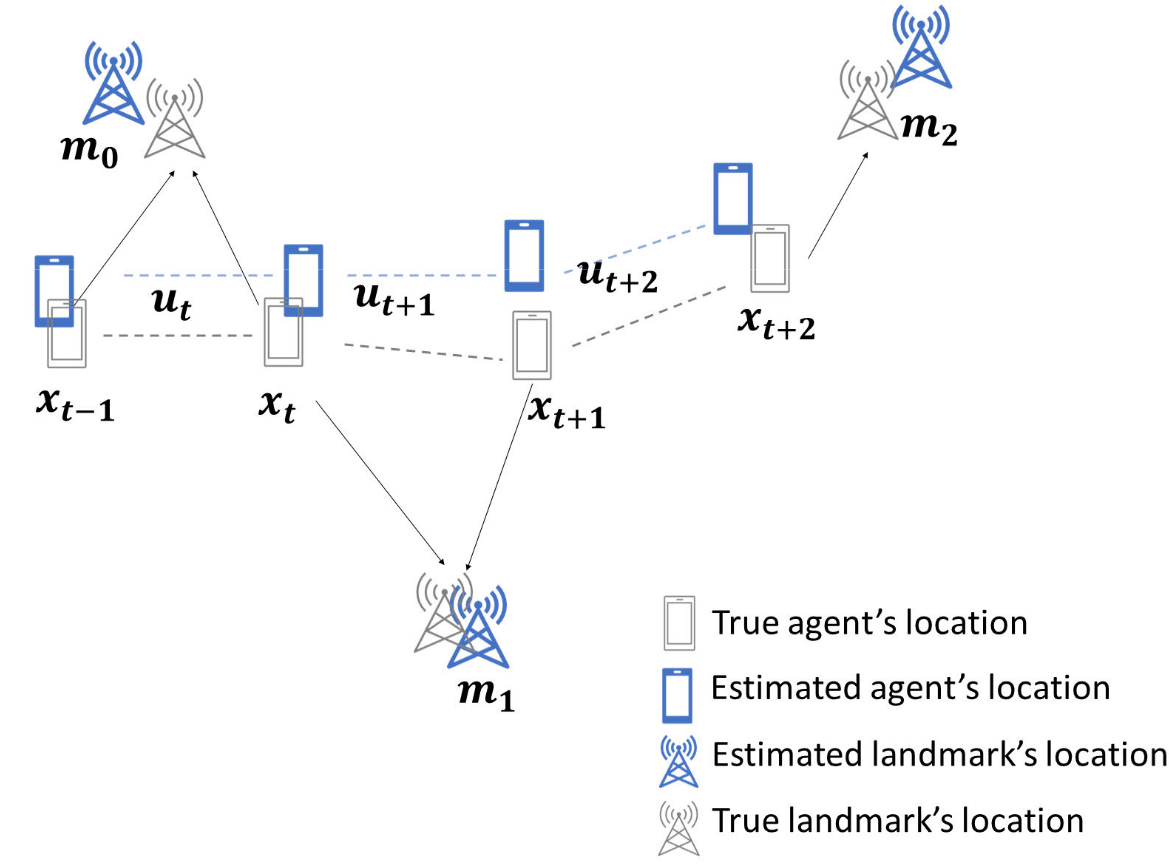 m₀
m₂
uₜ
uₜ₊₁
uₜ₊₂
xₜ₊₂
xₜ₋₁
xₜ
xₜ₊₁
m₁
True agent's location
Estimated agent's location
Estimated landmark's location
True landmark's location